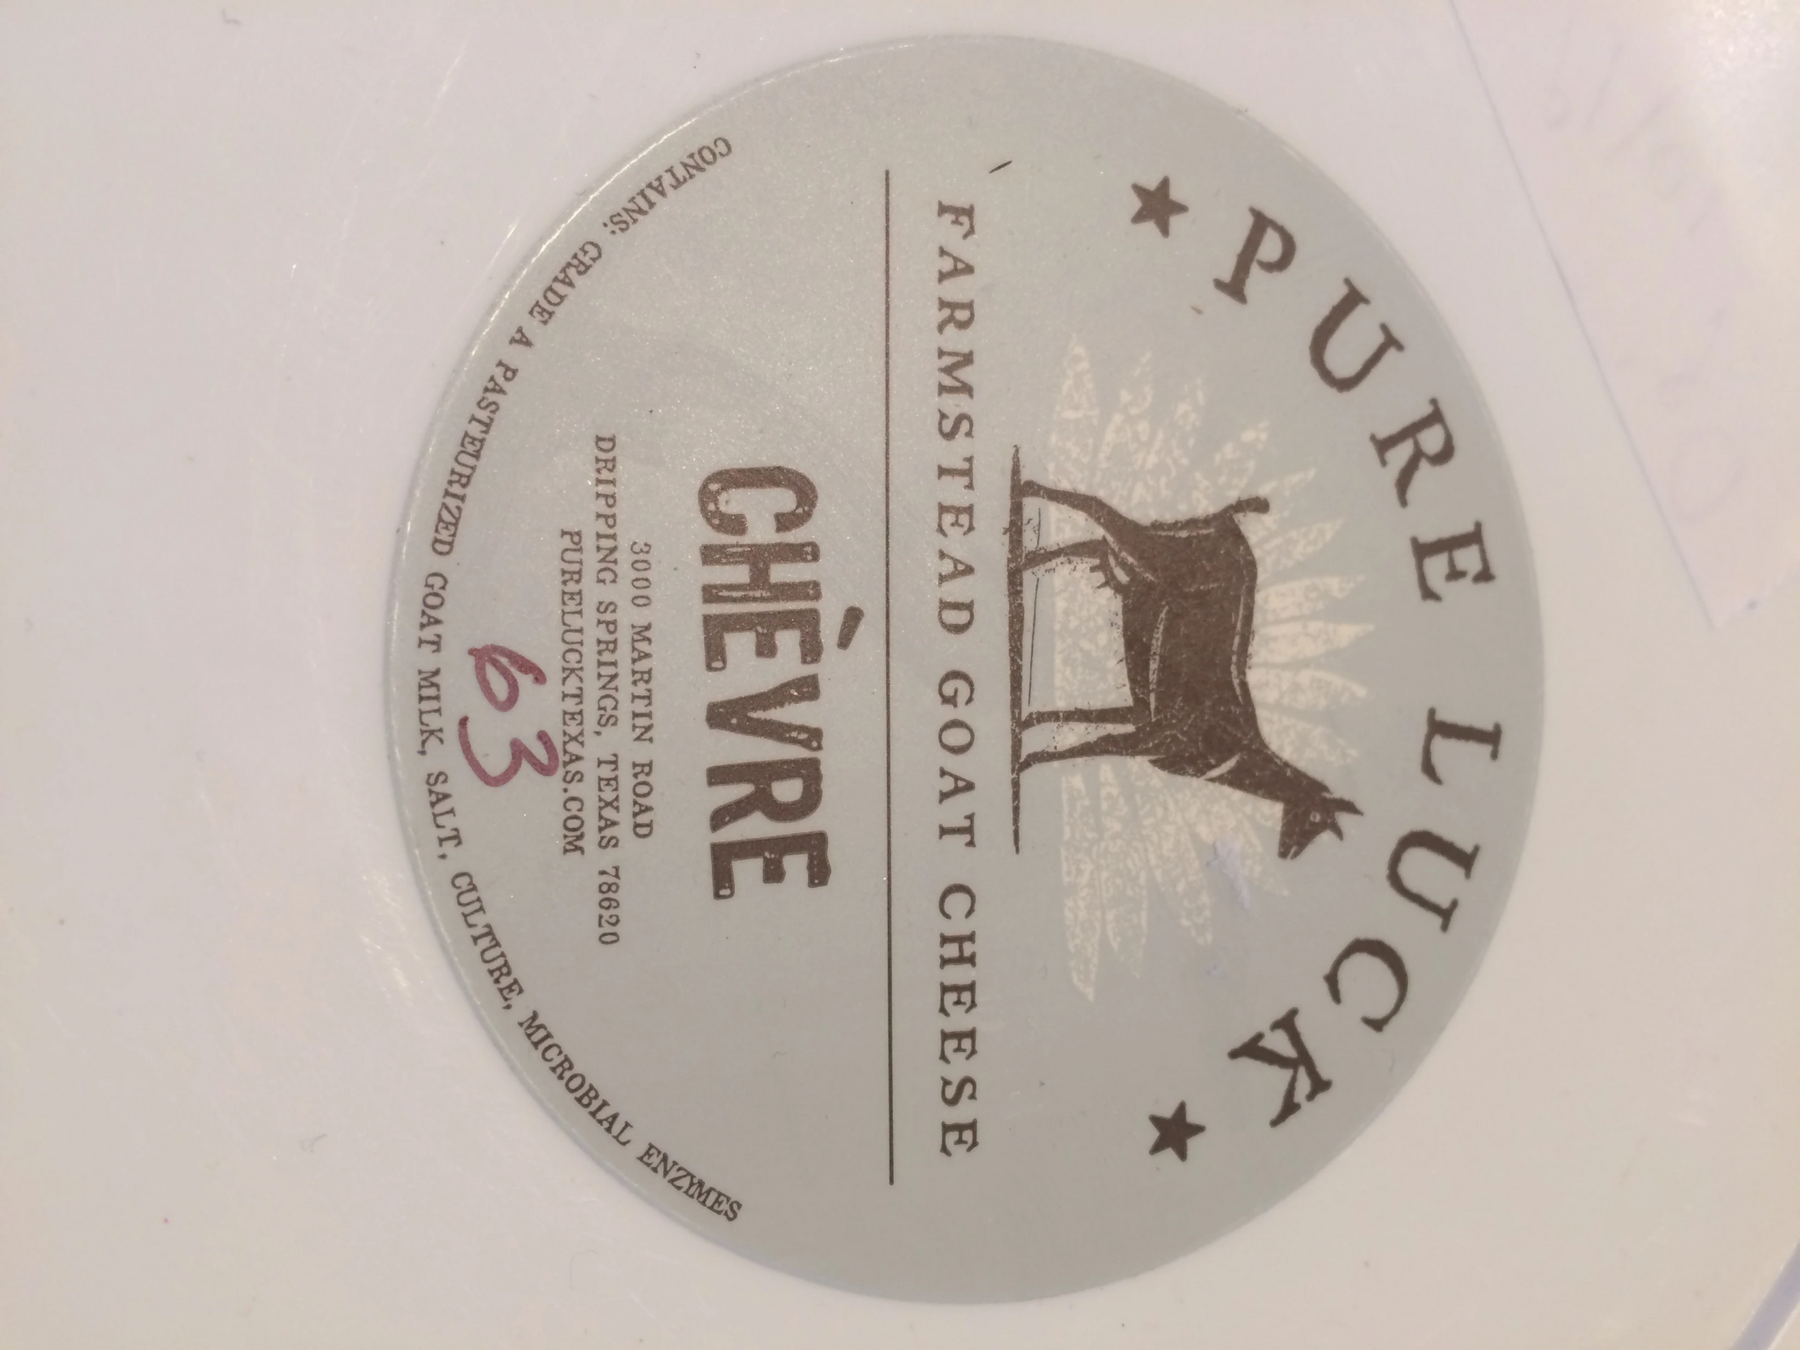 PURE LUCK
FARMSTEAD GOAT CHEESE
CHÈVRE
3000 MARTIN ROAD
DRIPPING SPRINGS, TEXAS 78620
PURELUCKTEXAS.COM
63
CONTAINS: GRADE A PASTEURIZED GOAT MILK, SALT, CULTURE, MICROBIAL ENZYMES